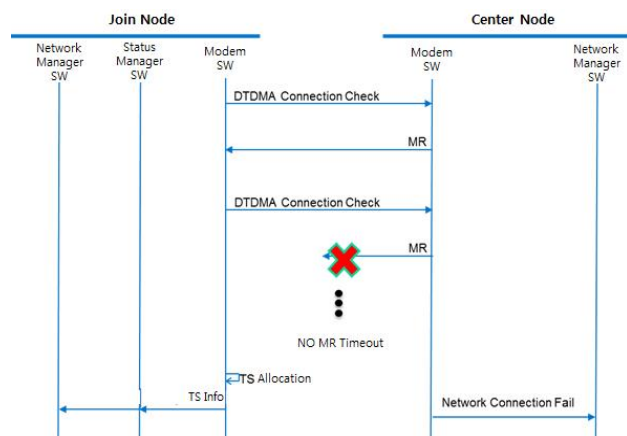 Join Node
Center Node
Network
Manager
SW
Status
Manager
SW
Modem
SW
Modem
SW
Network
Manager
SW
DTDMA Connection Check
MR
DTDMA Connection Check
MR
NO MR Timeout
TS Allocation
TS Info
Network Connection Fail